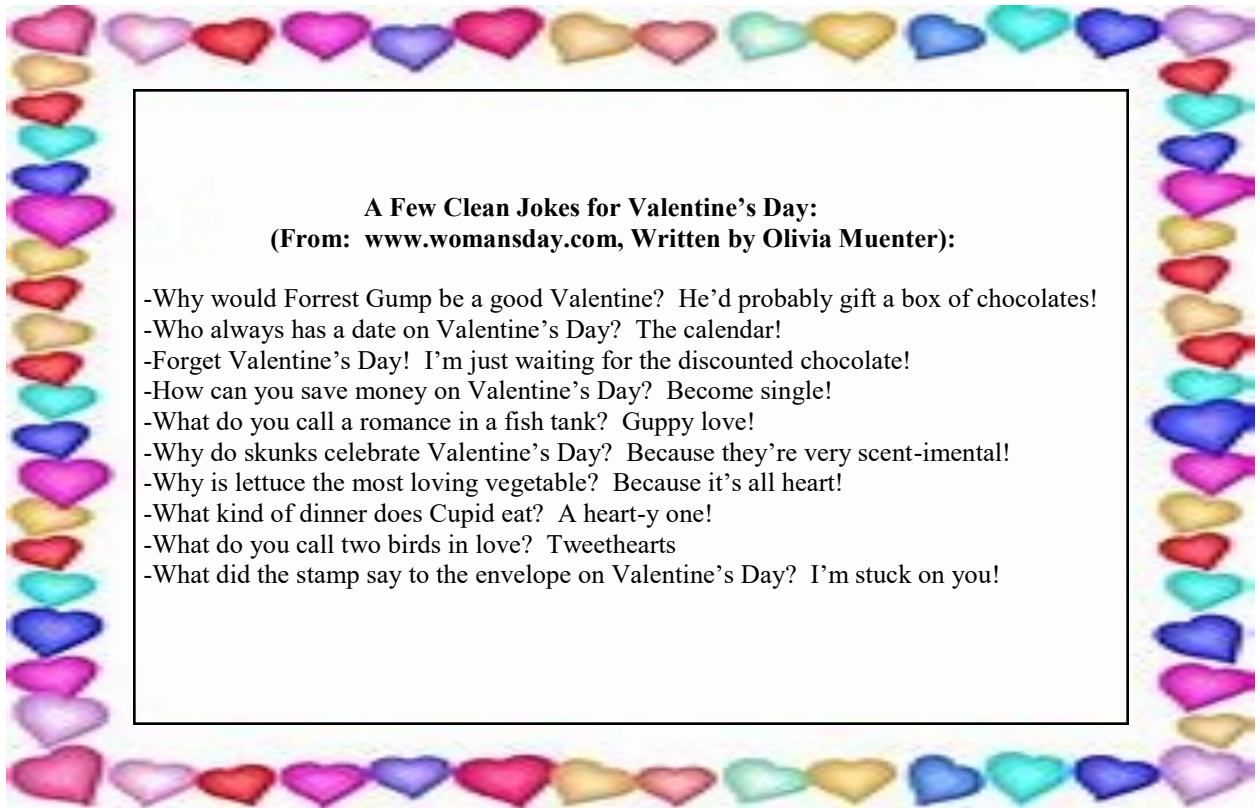 A Few Clean Jokes for Valentine’s Day:
(From:  www.womansday.com, Written by Olivia Muenter):
-Why would Forrest Gump be a good Valentine?  He’d probably gift a box of chocolates!
-Who always has a date on Valentine’s Day?  The calendar!
-Forget Valentine’s Day!  I’m just waiting for the discounted chocolate!
-How can you save money on Valentine’s Day?  Become single!
-What do you call a romance in a fish tank?  Guppy love!
-Why do skunks celebrate Valentine’s Day?  Because they’re very scent-imental!
-Why is lettuce the most loving vegetable?  Because it’s all heart!
-What kind of dinner does Cupid eat?  A heart-y one!
-What do you call two birds in love?  Tweethearts
-What did the stamp say to the envelope on Valentine’s Day?  I’m stuck on you!